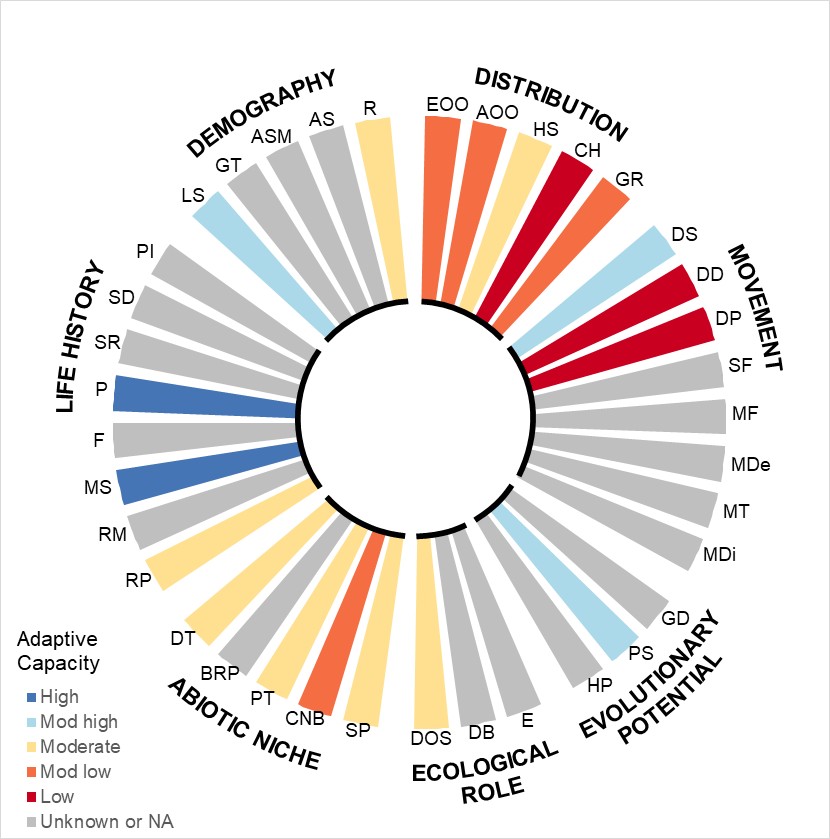 DEMOGRAPHY
DISTRIBUTION
MOVEMENT
EVOLUTIONARY
POTENTIAL
ECOLOGICAL
ROLE
ABIOTIC NICHE
LIFE HISTORY
EOO
AOO
HS
CH
GR
DS
DD
DP
SF
MF
MDe
MT
MDi
GD
PS
HP
E
DB
DOS
SP
CNB
PT
BRP
DT
RP
RM
MS
F
P
SR
SD
PI
LS
GT
ASM
AS
R
Adaptive
Capacity
High
Mod high
Moderate
Mod low
Low
Unknown or NA